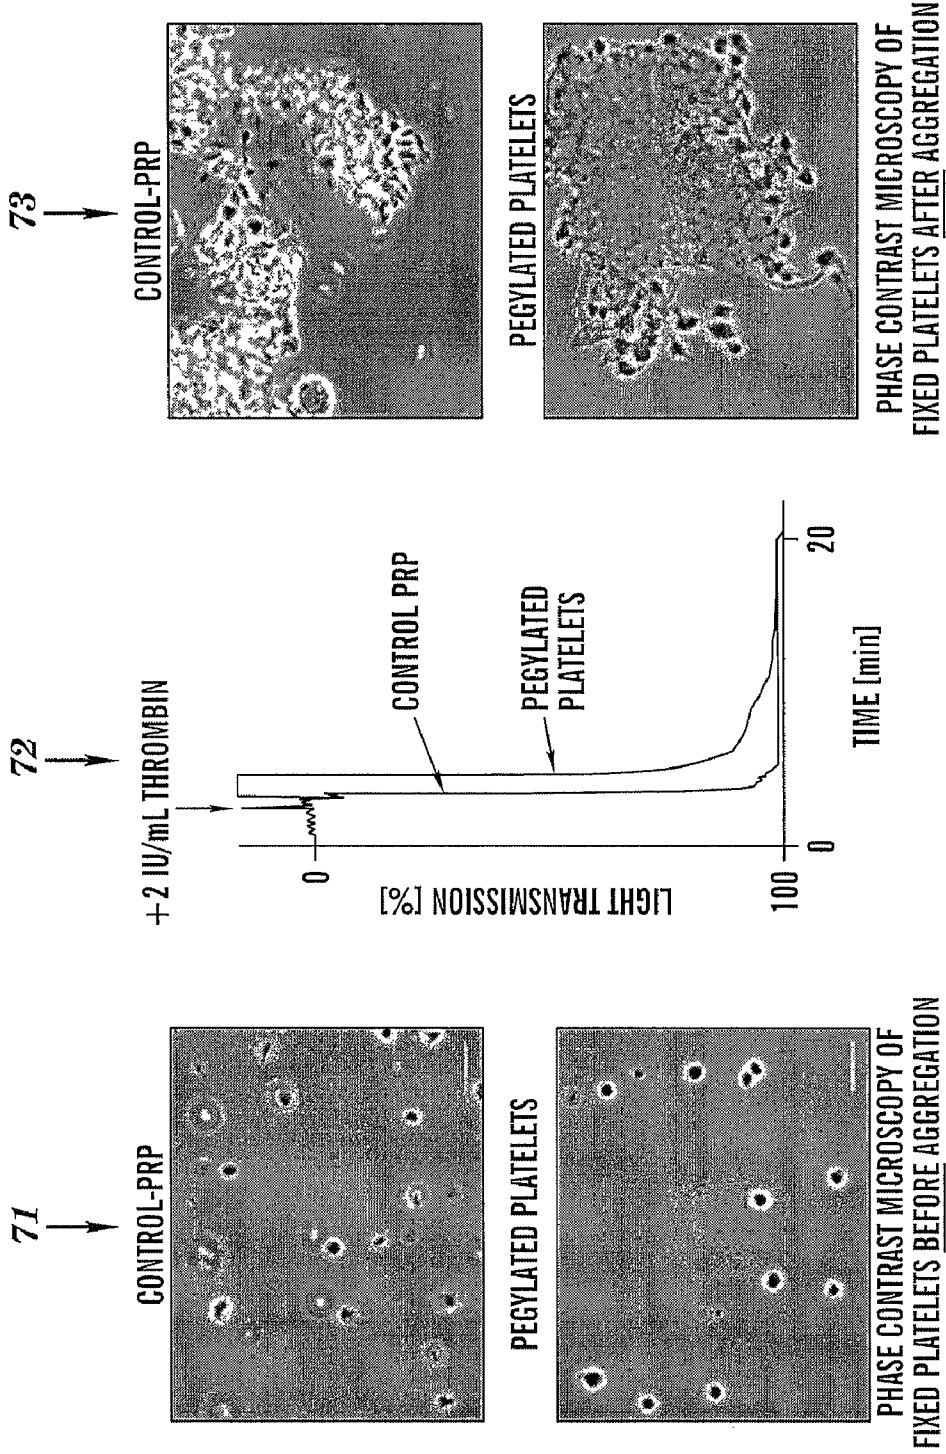 71
CONTROL-PRP
PEGYLATED PLATELETS
PHASE CONTRAST MICROSCOPY OF
FIXED PLATELETS BEFORE AGGREGATION
72
+2 IU/mL THROMBIN
0
LIGHT TRANSMISSION [%]
100
CONTROL PRP
PEGYLATED
PLATELETS
0
20
TIME [min]
73
CONTROL-PRP
PEGYLATED PLATELETS
PHASE CONTRAST MICROSCOPY OF
FIXED PLATELETS AFTER AGGREGATION